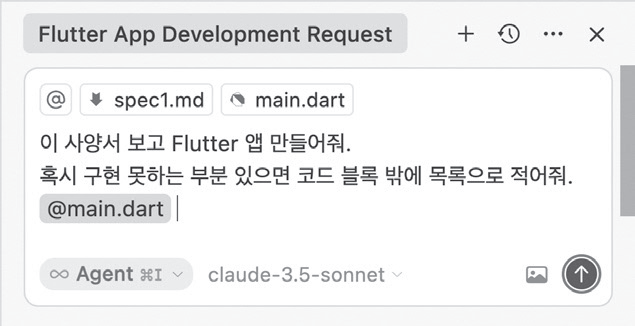 Flutter App Development Request
@ spec1.md main.dart
이 사양서 보고 Flutter 앱 만들어줘.
혹시 구현 못하는 부분 있으면 코드 블록 밖에 목록으로 적어줘.
@main.dart
Agent ⌘I claude-3.5-sonnet